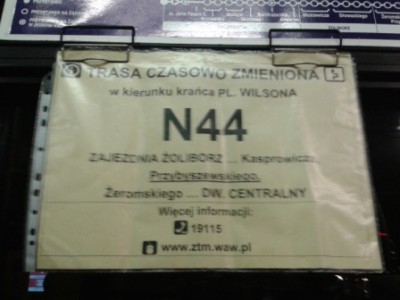 TRASA CZASOWO ZMIENIONA
w kierunku krańca PL. WILSONA
N44
ZAJEZDNIA ŻOLIBORZ ... Kasprowicza,
Przybyszewskiego,
Żeromskiego ... DW. CENTRALNY
Więcej informacji:
19115
www.ztm.waw.pl